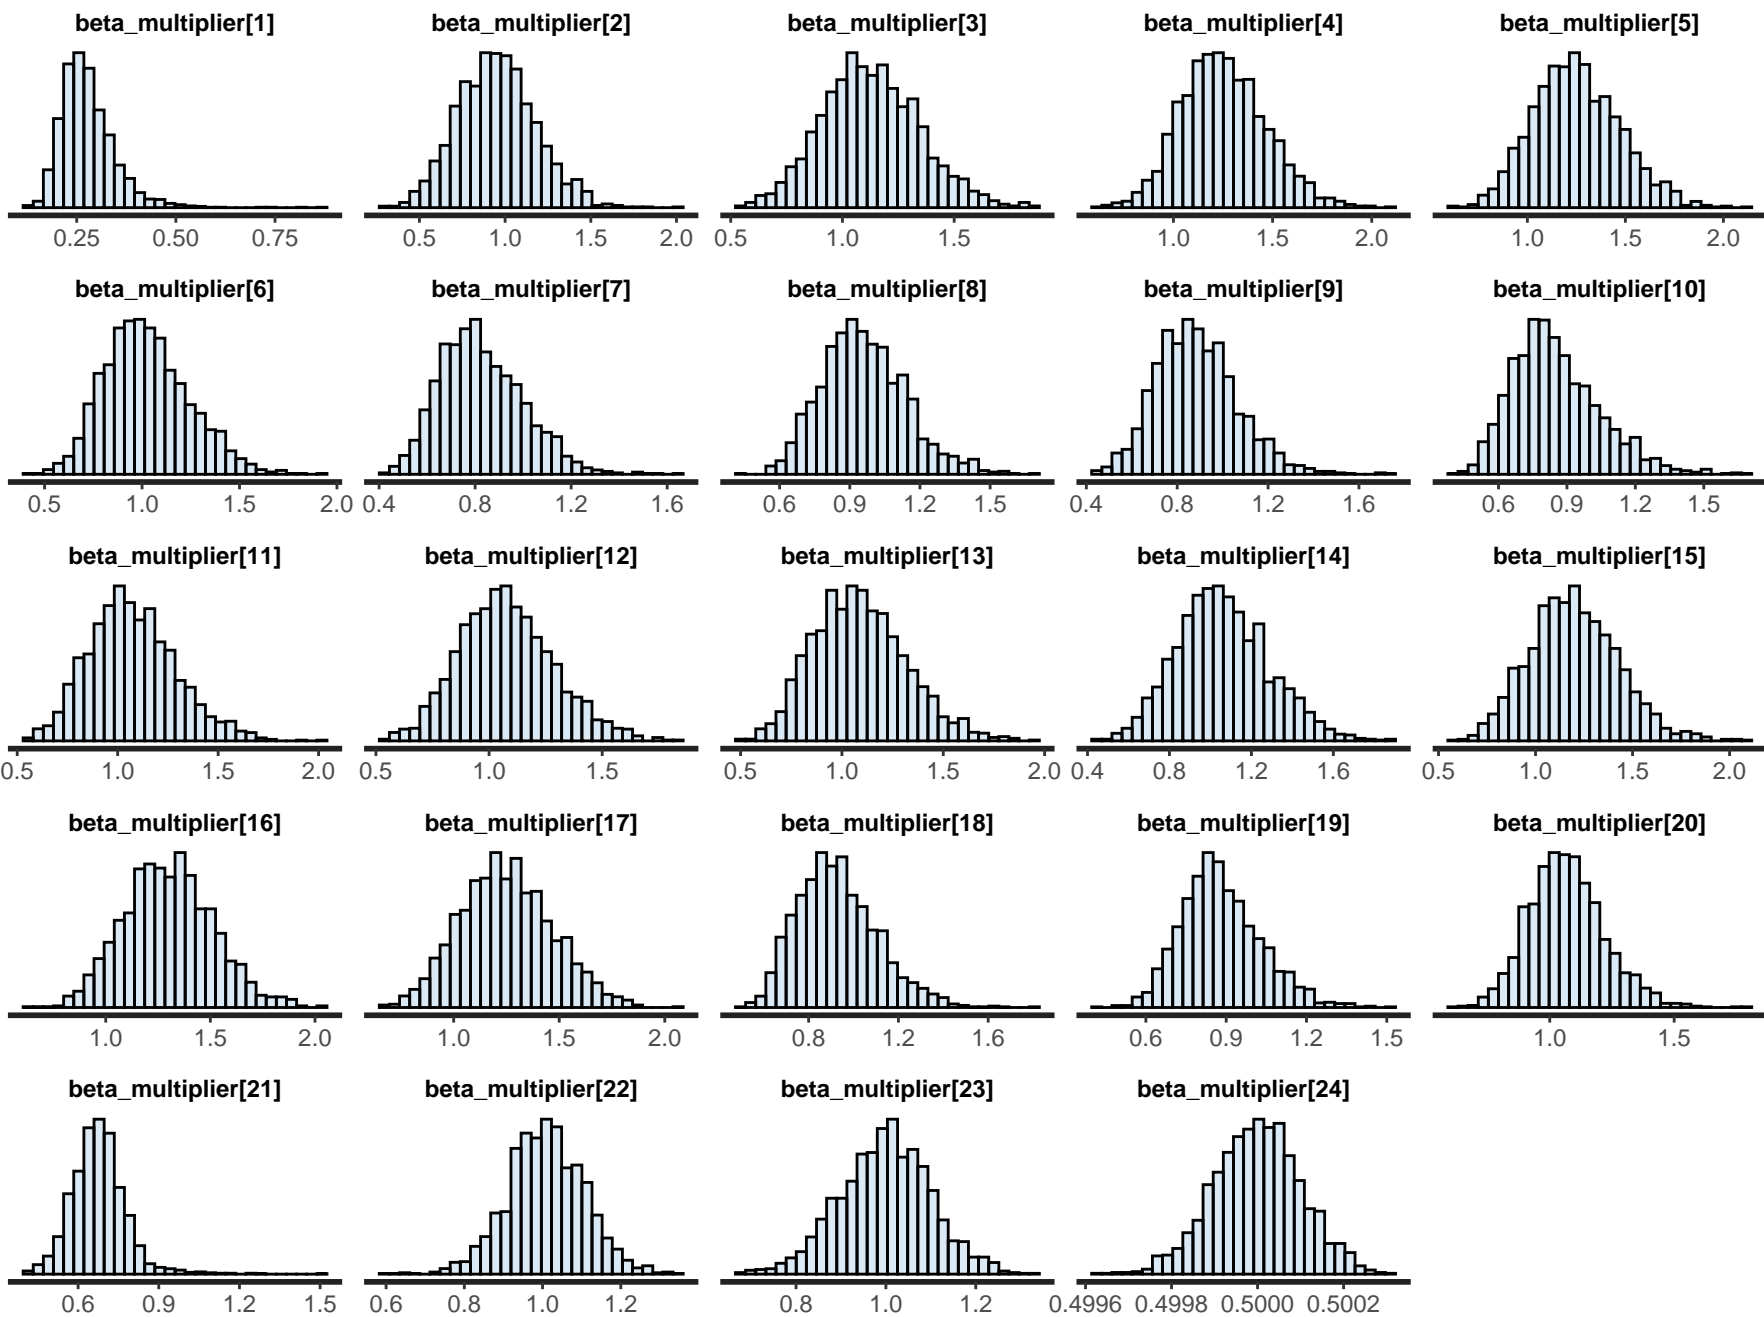 beta_multiplier[1] beta_multiplier[2] beta_multiplier[3] beta_multiplier[4] beta_multiplier[5]
0.25 0.50 0.75 0.5 1.0 1.5 2.0 0.5 1.0 1.5 1.0 1.5 2.0 1.0 1.5 2.0
beta_multiplier[6] beta_multiplier[7] beta_multiplier[8] beta_multiplier[9] beta_multiplier[10]
0.5 1.0 1.5 2.0 0.4 0.8 1.2 1.6 0.6 0.9 1.2 1.5 0.4 0.8 1.2 1.6 0.6 0.9 1.2 1.5
beta_multiplier[11] beta_multiplier[12] beta_multiplier[13] beta_multiplier[14] beta_multiplier[15]
0.5 1.0 1.5 2.0 0.5 1.0 1.5 0.5 1.0 1.5 2.0 0.4 0.8 1.2 1.6 0.5 1.0 1.5 2.0
beta_multiplier[16] beta_multiplier[17] beta_multiplier[18] beta_multiplier[19] beta_multiplier[20]
1.0 1.5 2.0 1.0 1.5 2.0 0.8 1.2 1.6 0.6 0.9 1.2 1.5 1.0 1.5
beta_multiplier[21] beta_multiplier[22] beta_multiplier[23] beta_multiplier[24]
0.6 0.9 1.2 1.5 0.6 0.8 1.0 1.2 0.8 1.0 1.2 0.4996 0.4998 0.5000 0.5002